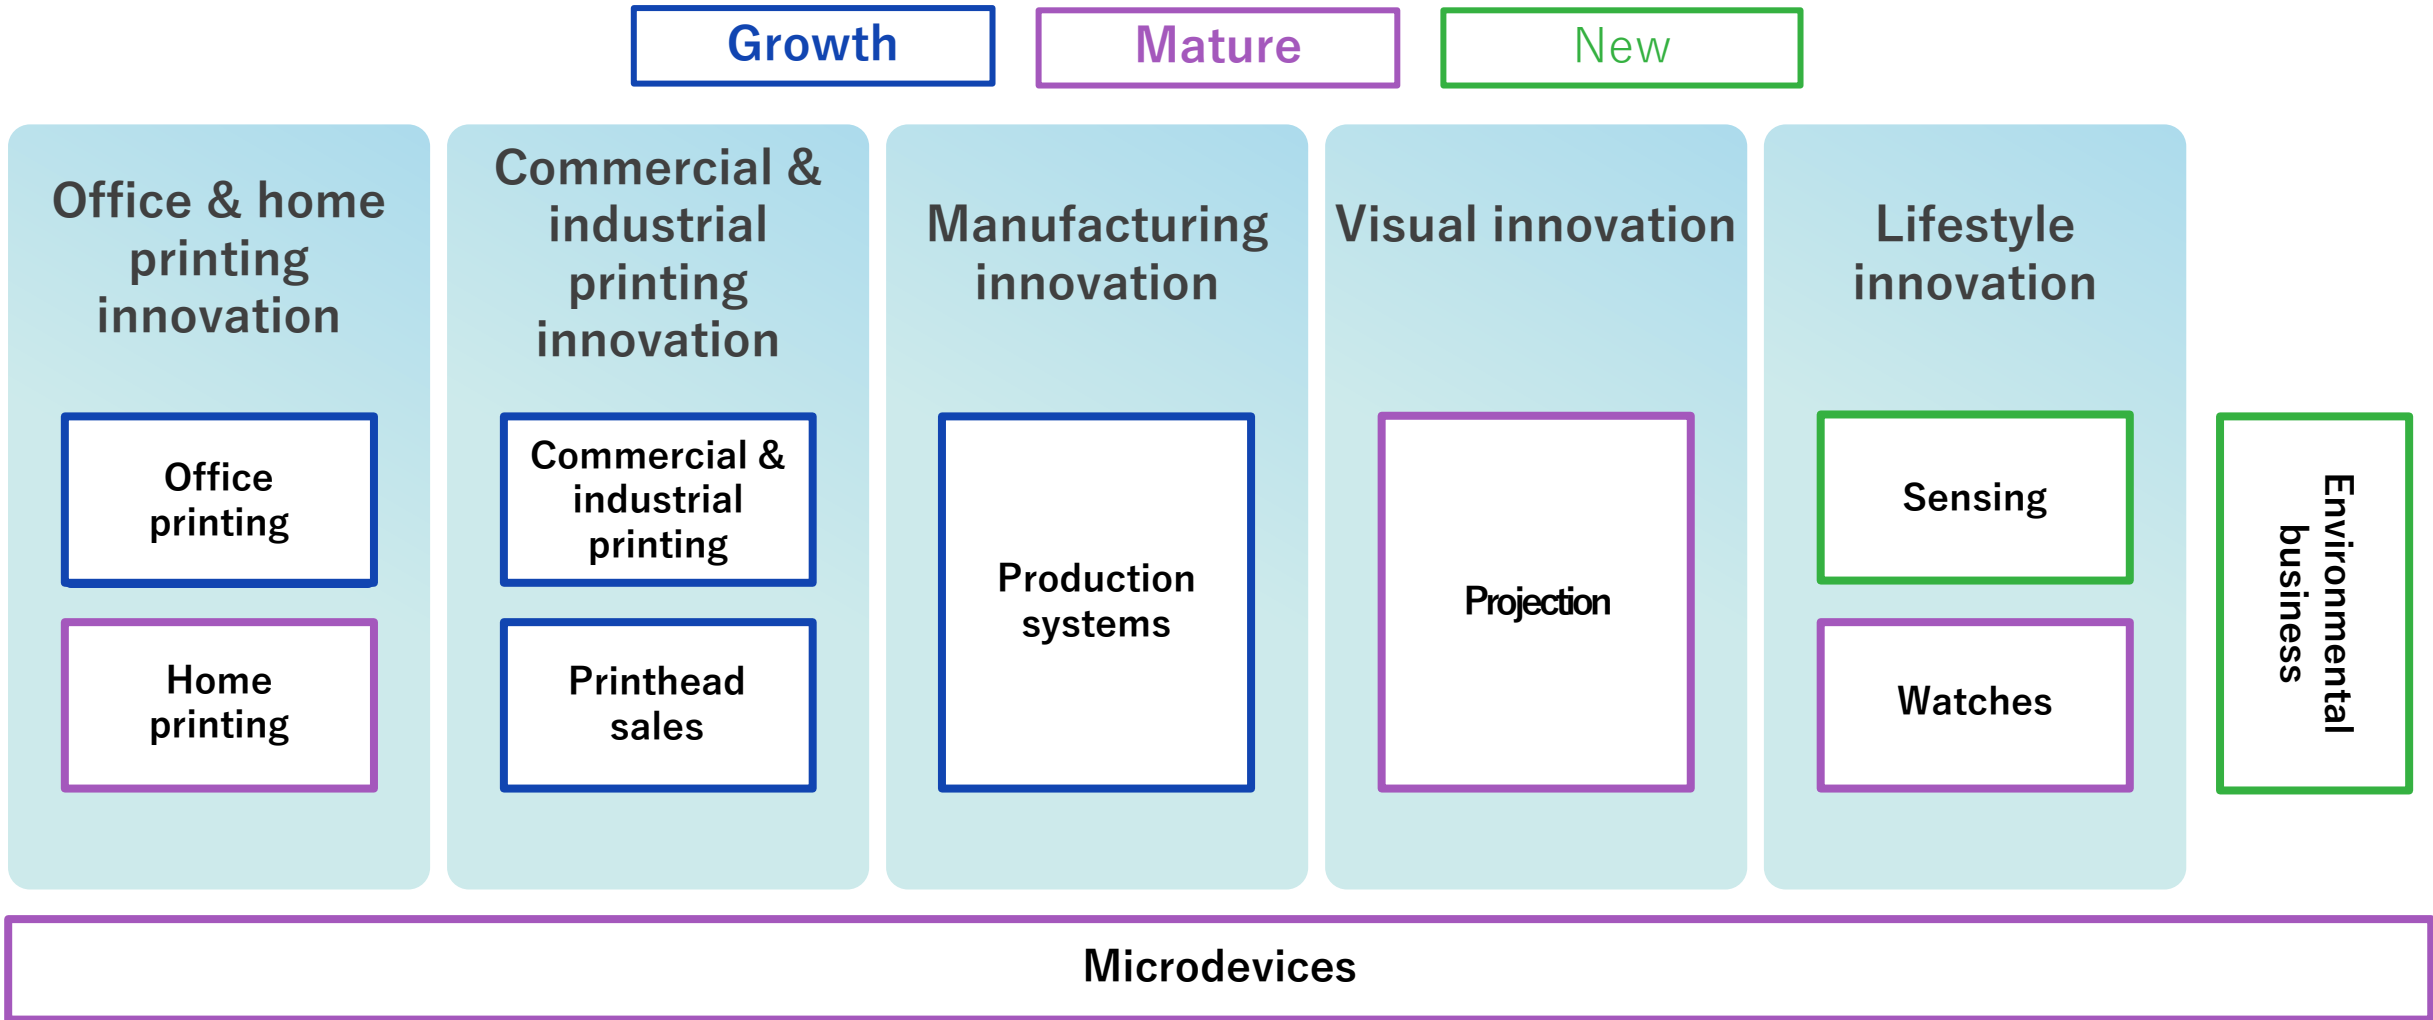 Growth
Mature
New
Office & home
printing
innovation
Commercial &
industrial
printing
innovation
Manufacturing
innovation
Visual innovation
Lifestyle
innovation
Office
printing
Home
printing
Commercial &
industrial
printing
Printhead
sales
Production
systems
Projection
Sensing
Watches
Environmental
business
Microdevices